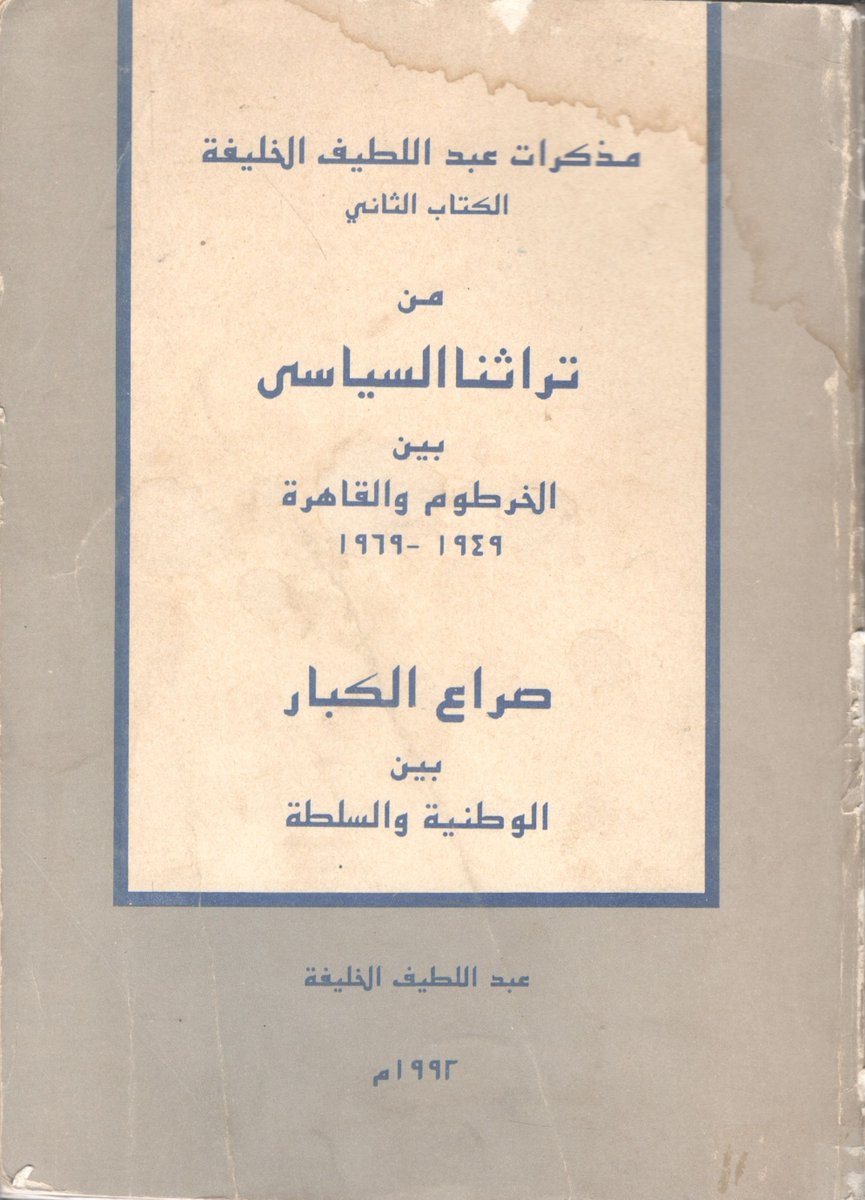 مذكرات عبد اللطيف الخليفة
الكتاب الثاني
من
تراثنا السياسى
بين
الخرطوم والقاهرة
١٩٤٩ - ١٩٦٩
صراع الكبار
بين
الوطنية والسلطة
عبد اللطيف الخليفة
١٩٩٢م